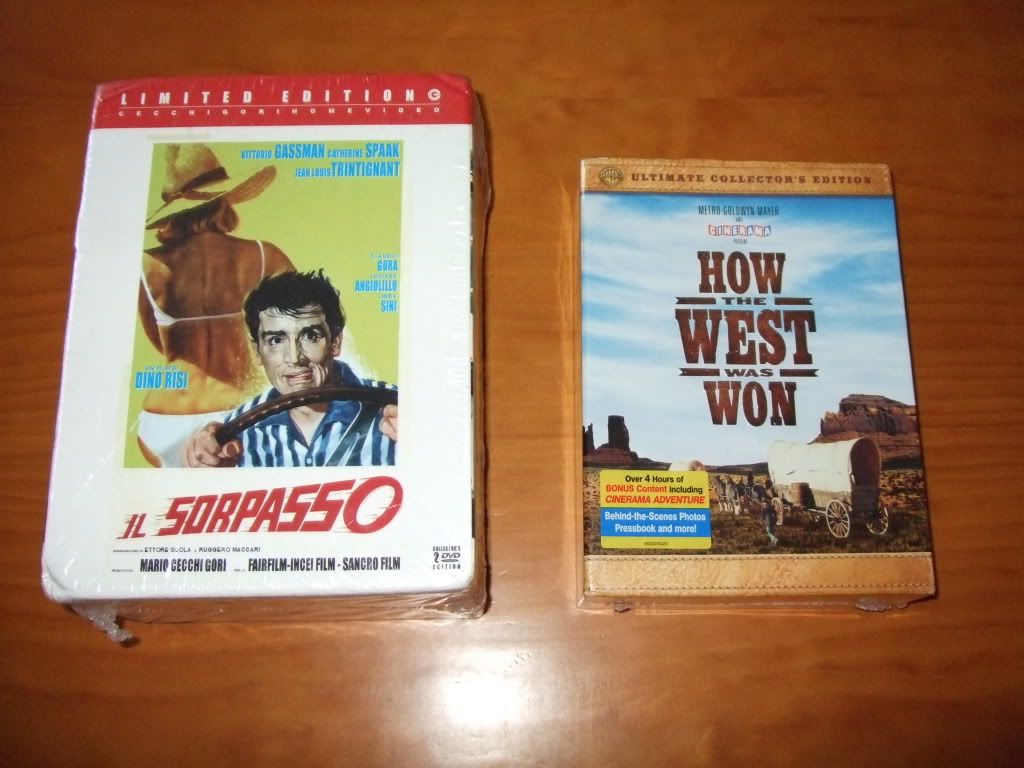 LIMITED EDITION
CECCHI GORI HOME VIDEO
VITTORIO GASSMAN CATHERINE SPAAK
JEAN LOUIS TRINTIGNANT
CLAUDIO
GORA
LUCIANA
ANGIOLILLO
LINDA
SINI
UN FILM DI
DINO RISI
IL SORPASSO
ETTORE SCOLA e RUGGERO MACCARI
MARIO CECCHI GORI PER LA FAIRFILM-INCEI FILM - SANCRO FILM
COLLECTOR'S
2 DVD
EDITION
WB ULTIMATE COLLECTOR'S EDITION
METRO-GOLDWYN-MAYER
AND
CINERAMA
PRESENT
HOW
THE
WEST
WAS
WON
Over 4 Hours of
BONUS Content including
CINERAMA ADVENTURE
Behind-the-Scenes Photos
Pressbook and more!